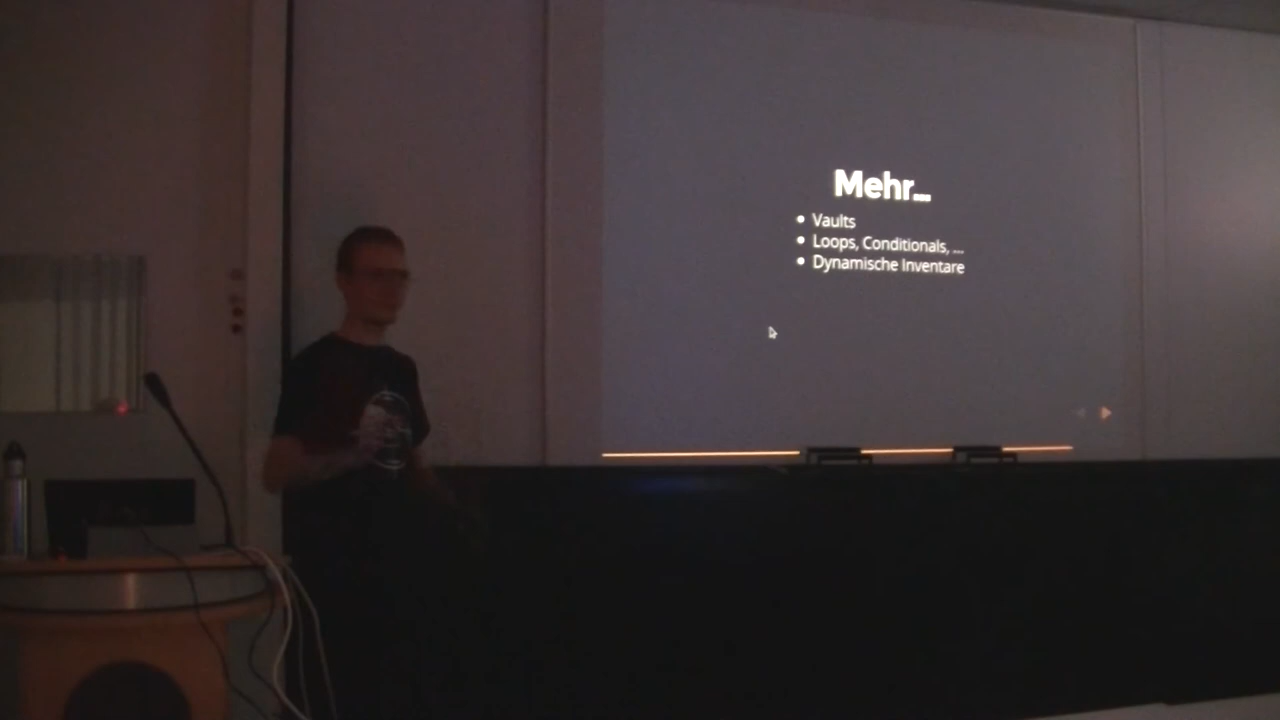 Mehr...
Vaults
Loops, Conditionals, ...
Dynamische Inventare